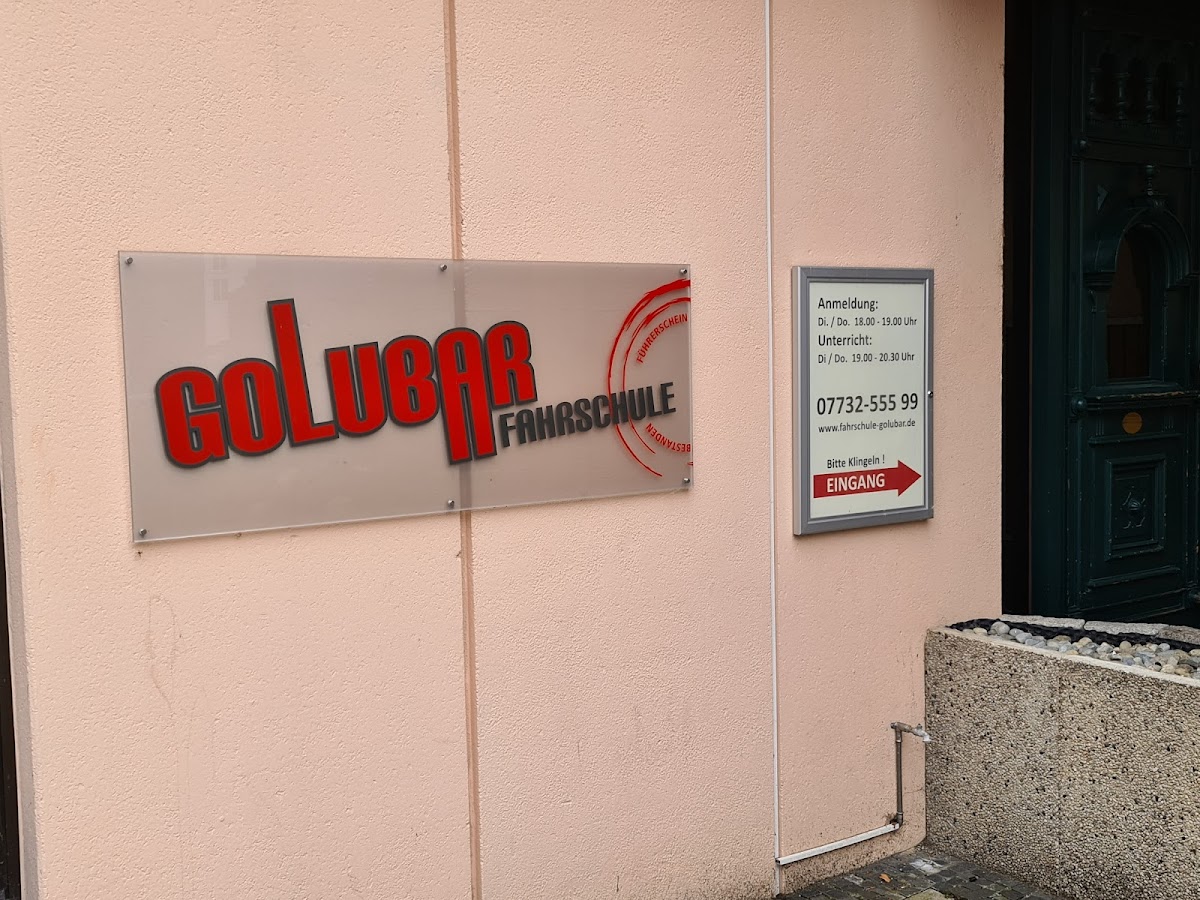 GOLUBAR
FAHRSCHULE
FÜHRERSCHEIN
BESTANDEN
Anmeldung:
Di. / Do. 18.00 - 19.00 Uhr
Unterricht:
Di / Do. 19.00 - 20.30 Uhr
07732-555 99
www.fahrschule-golubar.de
Bitte Klingeln !
EINGANG